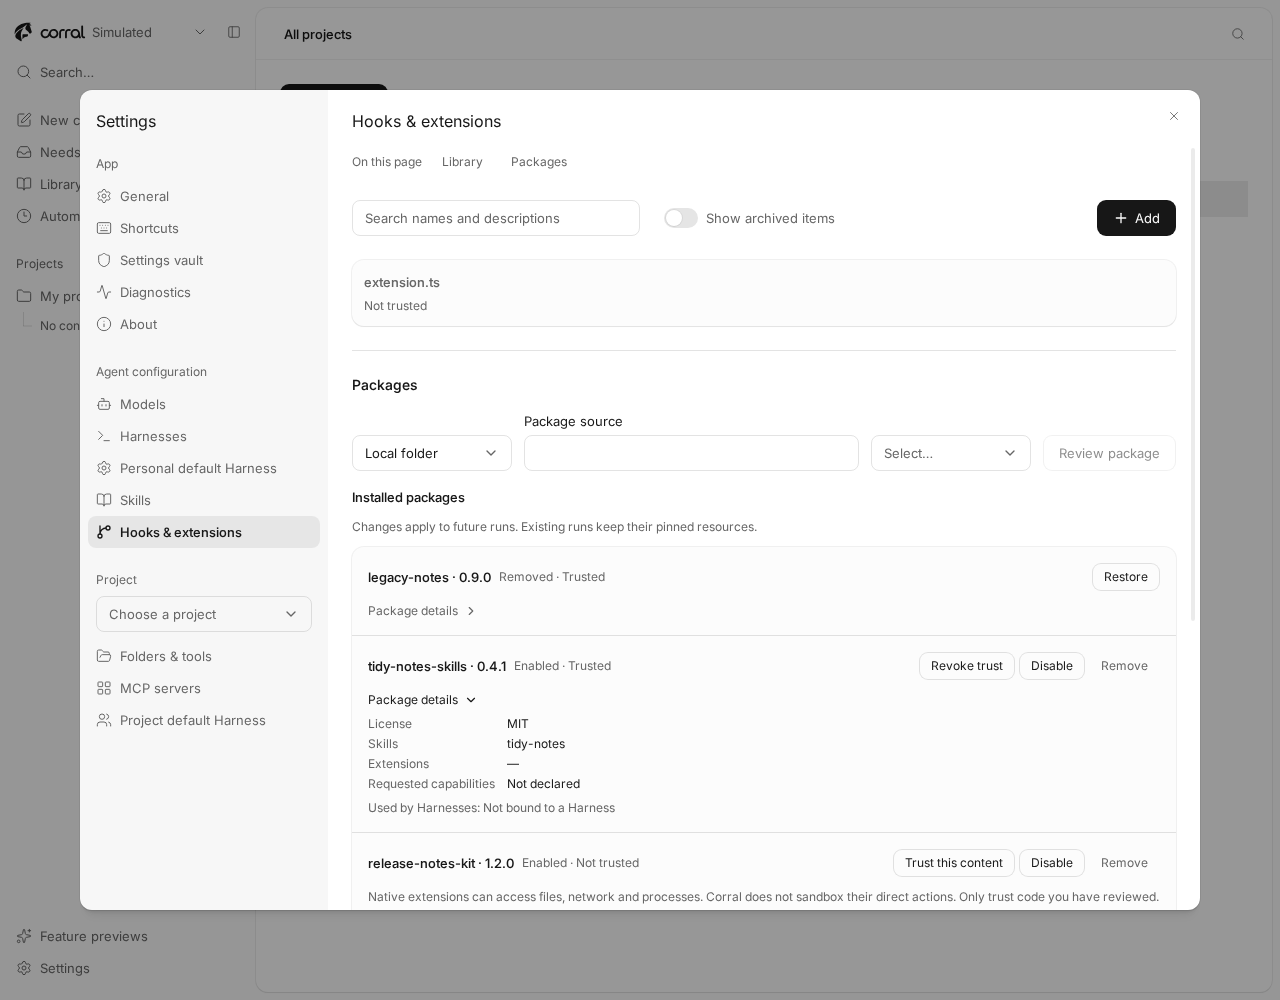 corral Simulated
Search...
New c
Needs
Library
Autom
Projects
My pro
No con
Feature previews
Settings
All projects
Settings
App
General
Shortcuts
Settings vault
Diagnostics
About
Agent configuration
Models
Harnesses
Personal default Harness
Skills
Hooks & extensions
Project
Choose a project
Folders & tools
MCP servers
Project default Harness
Hooks & extensions
On this page Library Packages
Search names and descriptions Show archived items Add
extension.ts
Not trusted
Packages
Package source
Local folder Select... Review package
Installed packages
Changes apply to future runs. Existing runs keep their pinned resources.
legacy-notes · 0.9.0 Removed · Trusted Restore
Package details
tidy-notes-skills · 0.4.1 Enabled · Trusted Revoke trust Disable Remove
Package details
License MIT
Skills tidy-notes
Extensions —
Requested capabilities Not declared
Used by Harnesses: Not bound to a Harness
release-notes-kit · 1.2.0 Enabled · Not trusted Trust this content Disable Remove
Native extensions can access files, network and processes. Corral does not sandbox their direct actions. Only trust code you have reviewed.